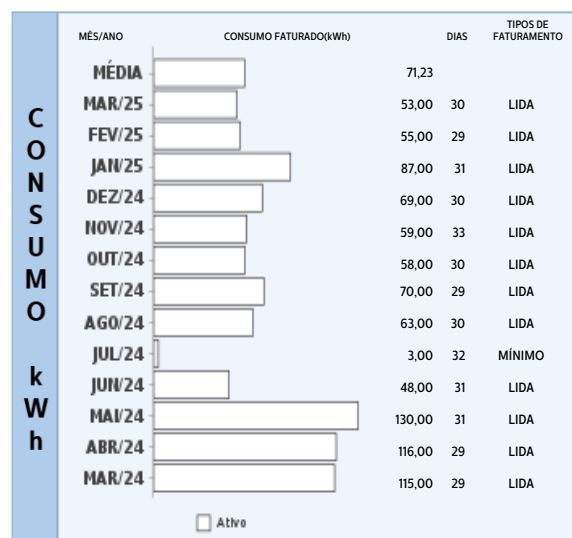 MÊS/ANO CONSUMO FATURADO(kWh) DIAS TIPOS DE FATURAMENTO
CONSUMO kWh
MÉDIA 71,23
MAR/25 53,00 30 LIDA
FEV/25 55,00 29 LIDA
JAN/25 87,00 31 LIDA
DEZ/24 69,00 30 LIDA
NOV/24 59,00 33 LIDA
OUT/24 58,00 30 LIDA
SET/24 70,00 29 LIDA
AGO/24 63,00 30 LIDA
JUL/24 3,00 32 MÍNIMO
JUN/24 48,00 31 LIDA
MAI/24 130,00 31 LIDA
ABR/24 116,00 29 LIDA
MAR/24 115,00 29 LIDA
Ativo